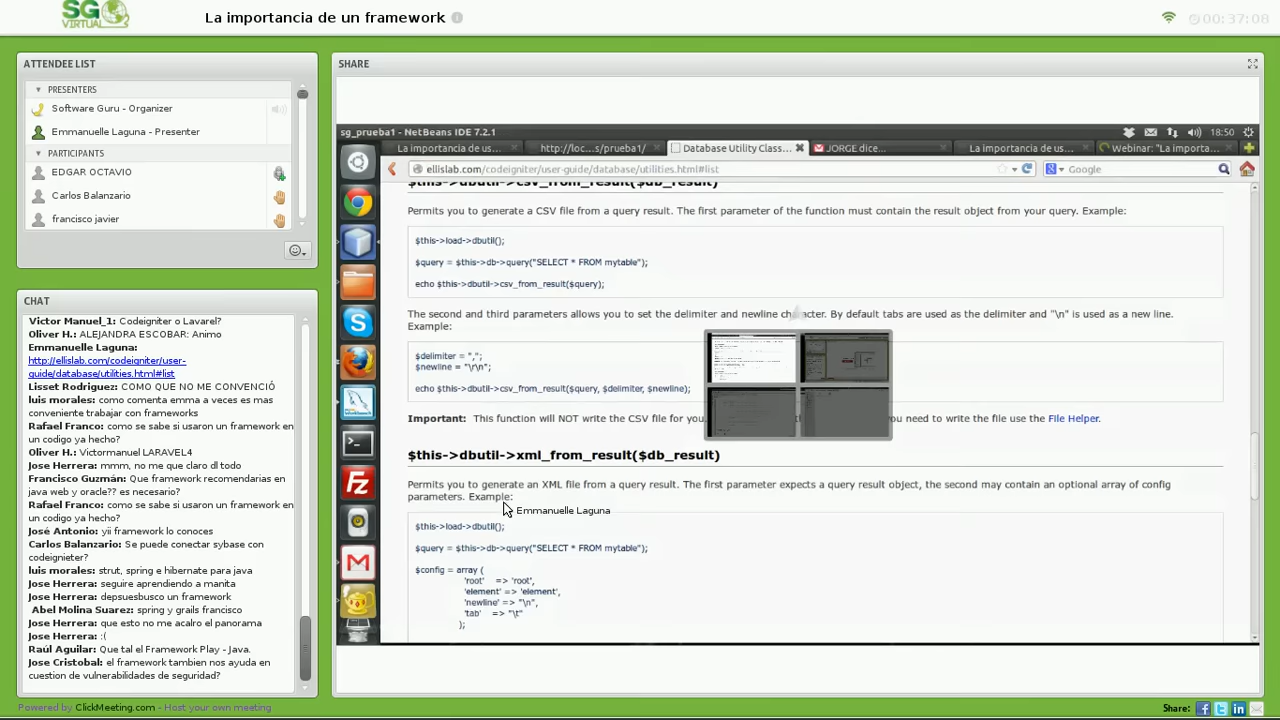 SG
VIRTUAL
La importancia de un framework
00:37:08
ATTENDEE LIST
PRESENTERS
Software Guru - Organizer
Emmanuelle Laguna - Presenter
PARTICIPANTS
EDGAR OCTAVIO
Carlos Balanzario
francisco javier
CHAT
Víctor Manuel_1: Codeigniter o Lavarel?
Oliver H.: ALEJANDRA ESCOBAR: Animo
Emmanuelle Laguna:
http://ellislab.com/codeigniter/user-
guide/database/utilities.html#list
Lisset Rodriguez: COMO QUE NO ME CONVENCIÓ
luis morales: como comenta emma a veces es mas
conveniente trabajar con frameworks
Rafael Franco: como se sabe si usaron un framework en
un codigo ya hecho?
Oliver H.: Victormanuel LARAVEL4
Jose Herrera: mmm, no me que claro dl todo
Francisco Guzmán: Que framework recomendarias en
java web y oracle?? es necesario?
Rafael Franco: como se sabe si usaron un framework en
un codigo ya hecho?
José Antonio: yii framework lo conoces
Carlos Balanzario: Se puede conectar sybase con
codeignieter?
luis morales: strut, spring e hibernate para java
Jose Herrera: seguire aprendiendo a manita
Jose Herrera: depsuesbusco un framework
Abel Molina Suarez: spring y grails francisco
Jose Herrera: que esto no me acalro el panorama
Jose Herrera: :(
Raúl Aguilar: Que tal el Framework Play - Java.
Jose Cristobal: el framework tambien nos ayuda en
cuestion de vulnerabilidades de seguridad?
SHARE
sg_prueba1 - NetBeans IDE 7.2.1
18:50
La importancia de us...
http://loc...s/prueba1/
Database Utility Class...
JORGE dice...
La importancia de us...
Webinar: "La importa...
ellislab.com/codeigniter/user-guide/database/utilities.html#list
Google
$this->dbutil->csv_from_result($db_result)
Permits you to generate a CSV file from a query result. The first parameter of the function must contain the result object from your query. Example:
$this->load->dbutil();
$query = $this->db->query("SELECT * FROM mytable");
echo $this->dbutil->csv_from_result($query);
The second and third parameters allows you to set the delimiter and newline character. By default tabs are used as the delimiter and "\n" is used as a new line.
Example:
$delimiter = ",";
$newline = "\r\n";
echo $this->dbutil->csv_from_result($query, $delimiter, $newline);
Important: This function will NOT write the CSV file for you. you need to write the file use the File Helper.
$this->dbutil->xml_from_result($db_result)
Permits you to generate an XML file from a query result. The first parameter expects a query result object, the second may contain an optional array of config
parameters. Example:
Emmanuelle Laguna
$this->load->dbutil();
$query = $this->db->query("SELECT * FROM mytable");
$config = array (
'root' => 'root',
'element' => 'element',
'newline' => "\n",
'tab' => "\t"
);
Powered by ClickMeeting.com - Host your own meeting
Share: